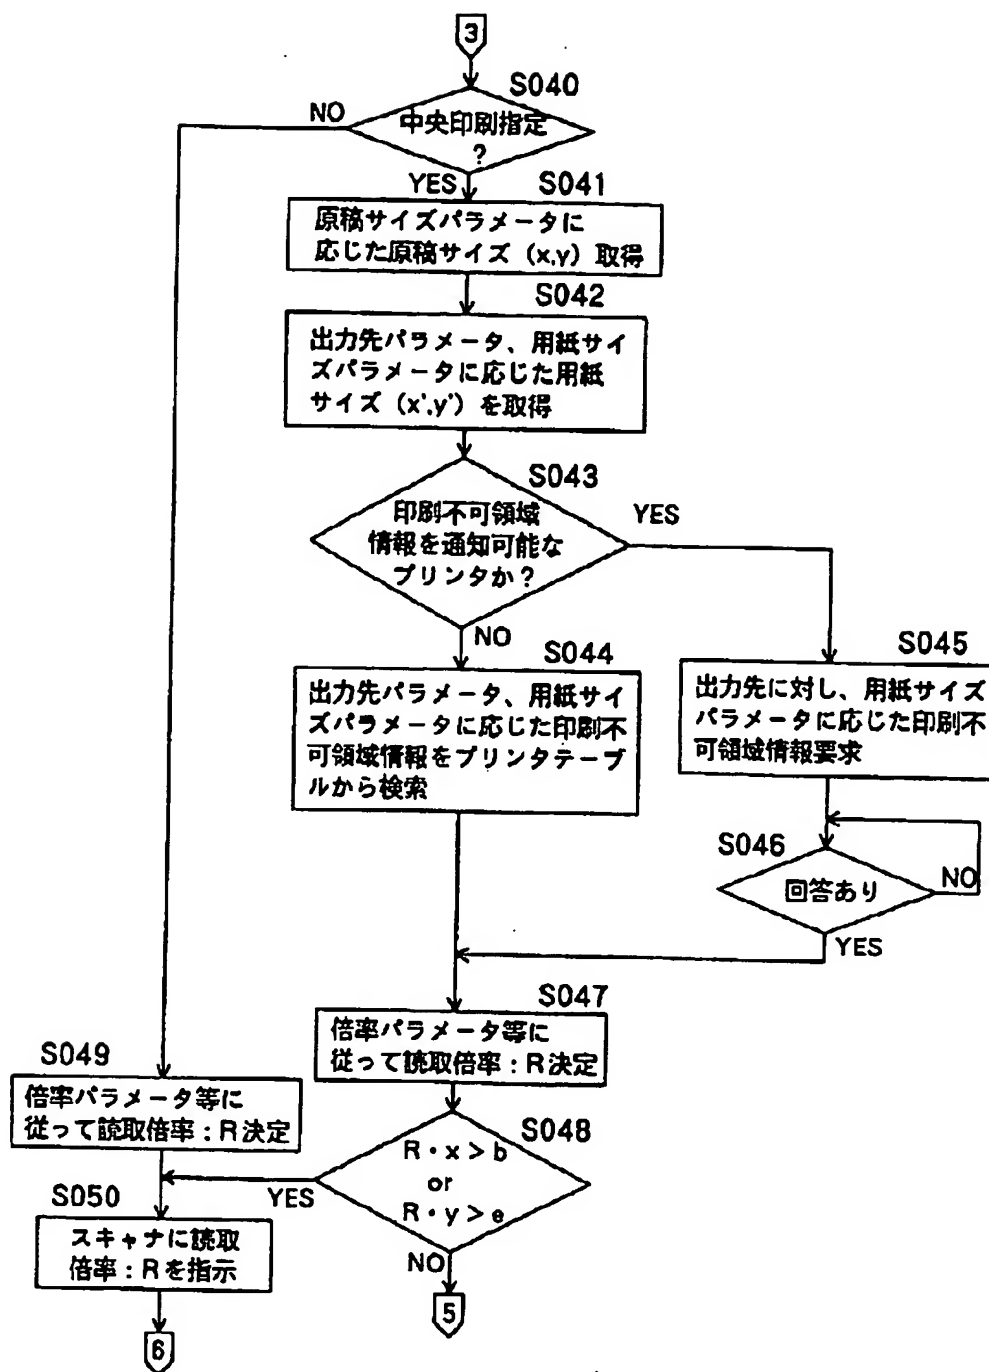 3
S040
NO
中央印刷指定
?
YES
S041
原稿サイズパラメータに
応じた原稿サイズ (x,y) 取得
S042
出力先パラメータ、用紙サイ
ズパラメータに応じた用紙
サイズ (x',y') を取得
S043
印刷不可領域
情報を通知可能な
プリンタか?
YES
NO
S044
出力先パラメータ、用紙サイ
ズパラメータに応じた印刷不
可領域情報をプリンタテーブ
ルから検索
S045
出力先に対し、用紙サイズ
パラメータに応じた印刷不
可領域情報要求
S046
回答あり
NO
YES
S047
倍率パラメータ等に
従って読取倍率:R決定
S048
R・x>b
or
R・y>e
YES
NO
5
S049
倍率パラメータ等に
従って読取倍率:R決定
S050
スキャナに読取
倍率:Rを指示
6